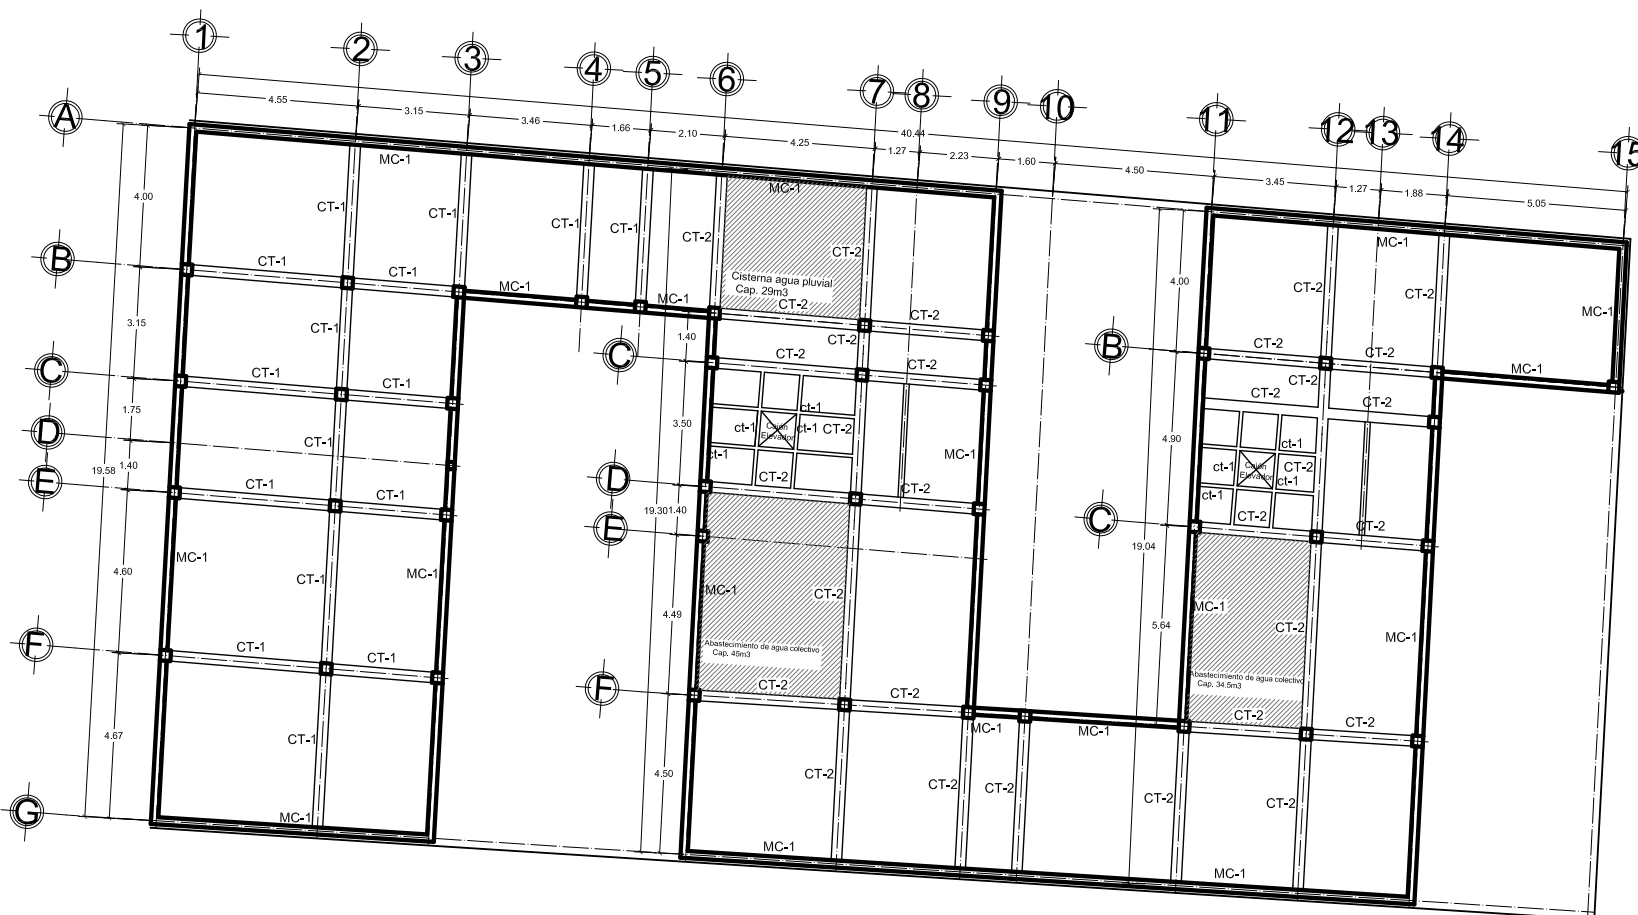 1
2
3
4
5
6
7
8
9
10
11
12
13
14
15
4.55
3.15
3.46
1.66
2.10
4.25
1.27
40.44
2.23
1.60
4.50
3.45
1.27
1.88
5.05
A
B
C
D
E
F
G
4.00
3.15
1.75
1.40
19.58
4.60
4.67
MC-1
CT-1
CT-1
CT-1
CT-1
CT-2
MC-1
CT-2
Cisterna agua pluvial
Cap. 29m3
CT-2
CT-2
CT-1
CT-1
MC-1
MC-1
CT-1
CT-1
CT-1
CT-1
CT-1
CT-1
MC-1
CT-1
MC-1
CT-1
CT-1
CT-1
MC-1
C
D
E
F
1.40
3.50
19.30
1.40
4.49
4.50
CT-2
CT-2
CT-2
ct-1
ct-1
Cajón
Elevador
ct-1
CT-2
ct-1
CT-2
MC-1
CT-2
MC-1
CT-2
Abastecimiento de agua colectivo
Cap. 45m3
CT-2
CT-2
MC-1
MC-1
CT-2
CT-2
CT-2
CT-2
CT-2
MC-1
MC-1
B
C
4.00
4.90
19.04
5.64
MC-1
CT-2
CT-2
MC-1
CT-2
CT-2
MC-1
CT-2
CT-2
CT-2
ct-1
ct-1
Cajón
Elevador
CT-2
ct-1
ct-1
CT-2
CT-2
MC-1
CT-2
MC-1
Abastecimiento de agua colectivo
Cap. 34.5m3
CT-2
CT-2